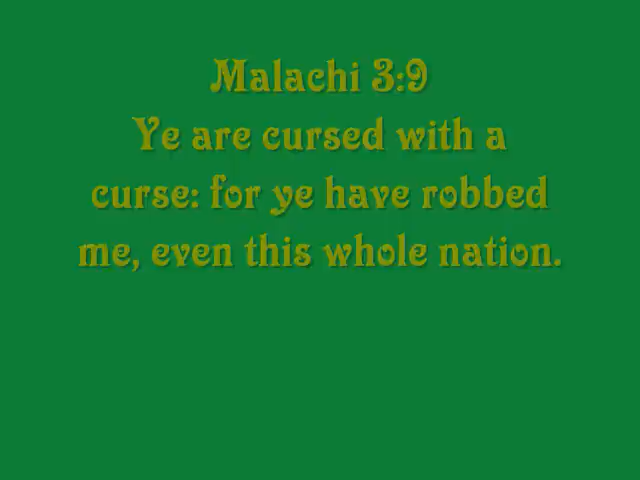 Malachi 3:9
Ye are cursed with a
curse: for ye have robbed
me, even this whole nation.